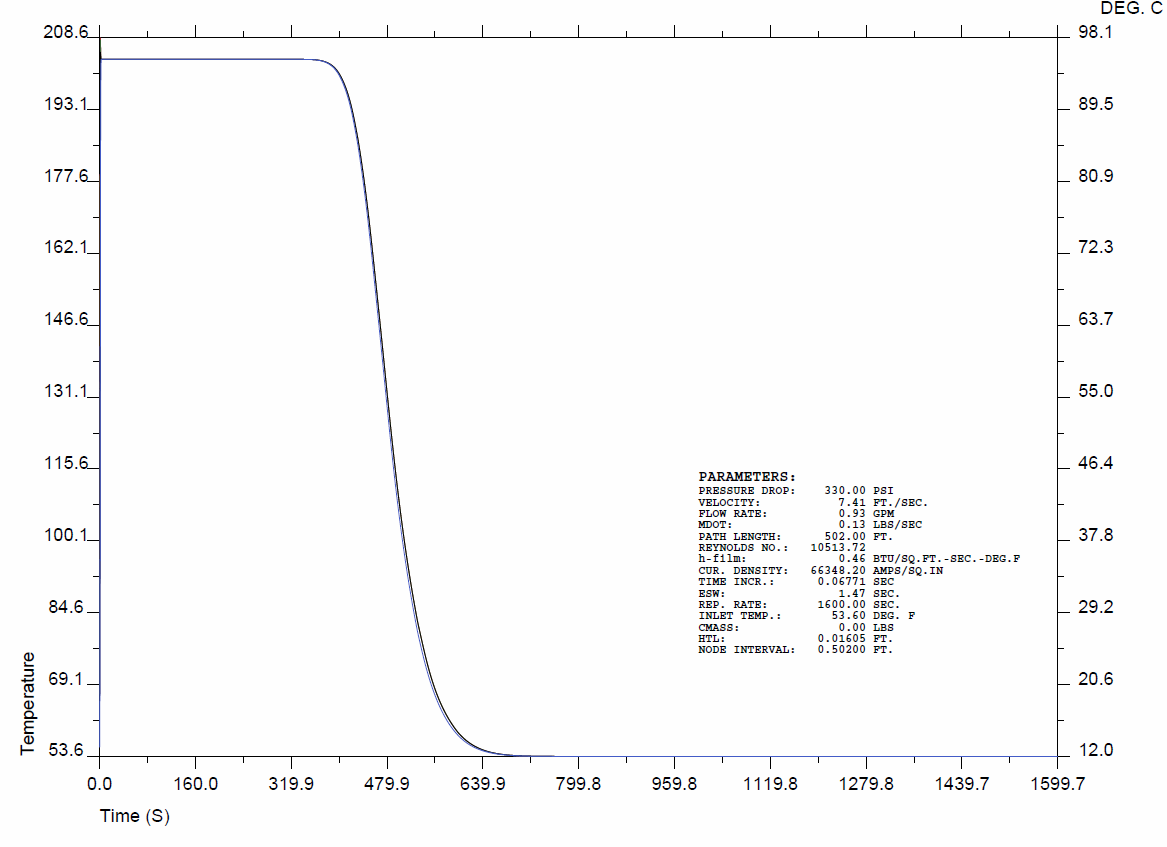 DEG. C
208.6 98.1
193.1 89.5
177.6 80.9
162.1 72.3
146.6 63.7
131.1 55.0
115.6 46.4
100.1 37.8
84.6 29.2
69.1 20.6
53.6 12.0
Temperature
PARAMETERS:
PRESSURE DROP: 330.00 PSI
VELOCITY: 7.41 FT./SEC.
FLOW RATE: 0.93 GPM
MDOT: 0.13 LBS/SEC
PATH LENGTH: 502.00 FT.
REYNOLDS NO.: 10513.72
h-film: 0.46 BTU/SQ.FT.-SEC.-DEG.F
CUR. DENSITY: 66348.20 AMPS/SQ.IN
TIME INCR.: 0.06771 SEC
ESW: 1.47 SEC.
REP. RATE: 1600.00 SEC.
INLET TEMP.: 53.60 DEG. F
CMASS: 0.00 LBS
HTL: 0.01605 FT.
NODE INTERVAL: 0.50200 FT.
0.0 160.0 319.9 479.9 639.9 799.8 959.8 1119.8 1279.8 1439.7 1599.7
Time (S)